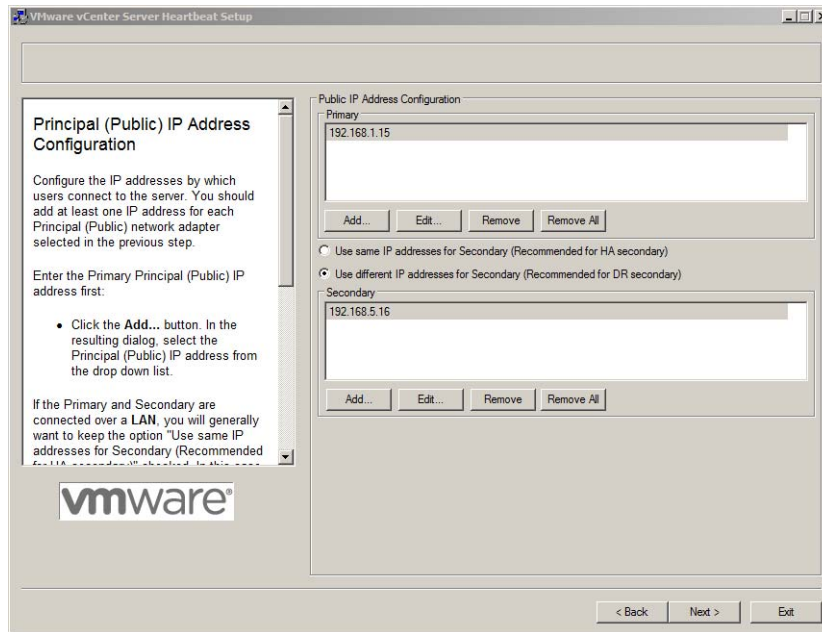 VMware vCenter Server Heartbeat Setup
Principal (Public) IP Address
Configuration
Configure the IP addresses by which
users connect to the server. You should
add at least one IP address for each
Principal (Public) network adapter
selected in the previous step.
Enter the Primary Principal (Public) IP
address first:
• Click the Add... button. In the
resulting dialog, select the
Principal (Public) IP address from
the drop down list.
If the Primary and Secondary are
connected over a LAN, you will generally
want to keep the option "Use same IP
addresses for Secondary (Recommended
for HA secondary)" checked. In this case
vmware®
Public IP Address Configuration
Primary
192.168.1.15
Add... Edit... Remove Remove All
Use same IP addresses for Secondary (Recommended for HA secondary)
Use different IP addresses for Secondary (Recommended for DR secondary)
Secondary
192.168.5.16
Add... Edit... Remove Remove All
< Back Next > Exit